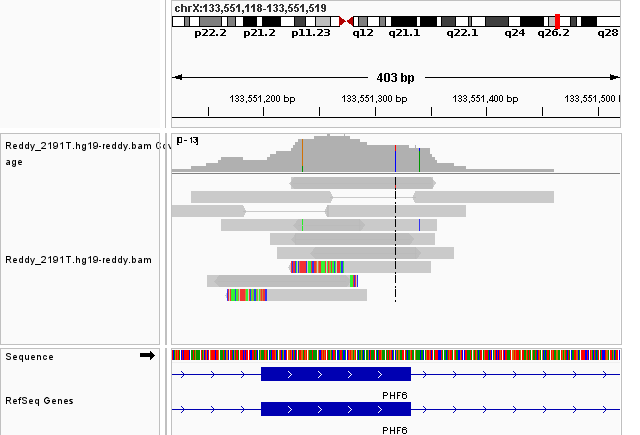 chrX:133,551,118-133,551,519
p22.2 p21.2 p11.23 q12 q21.1 q22.1 q24 q26.2 q28
403 bp
133,551,200 bp 133,551,300 bp 133,551,400 bp 133,551,500 b
Reddy_2191T.hg19-reddy.bam Cov
age
[0 - 13]
Reddy_2191T.hg19-reddy.bam
Sequence
PHF6
RefSeq Genes
PHF6